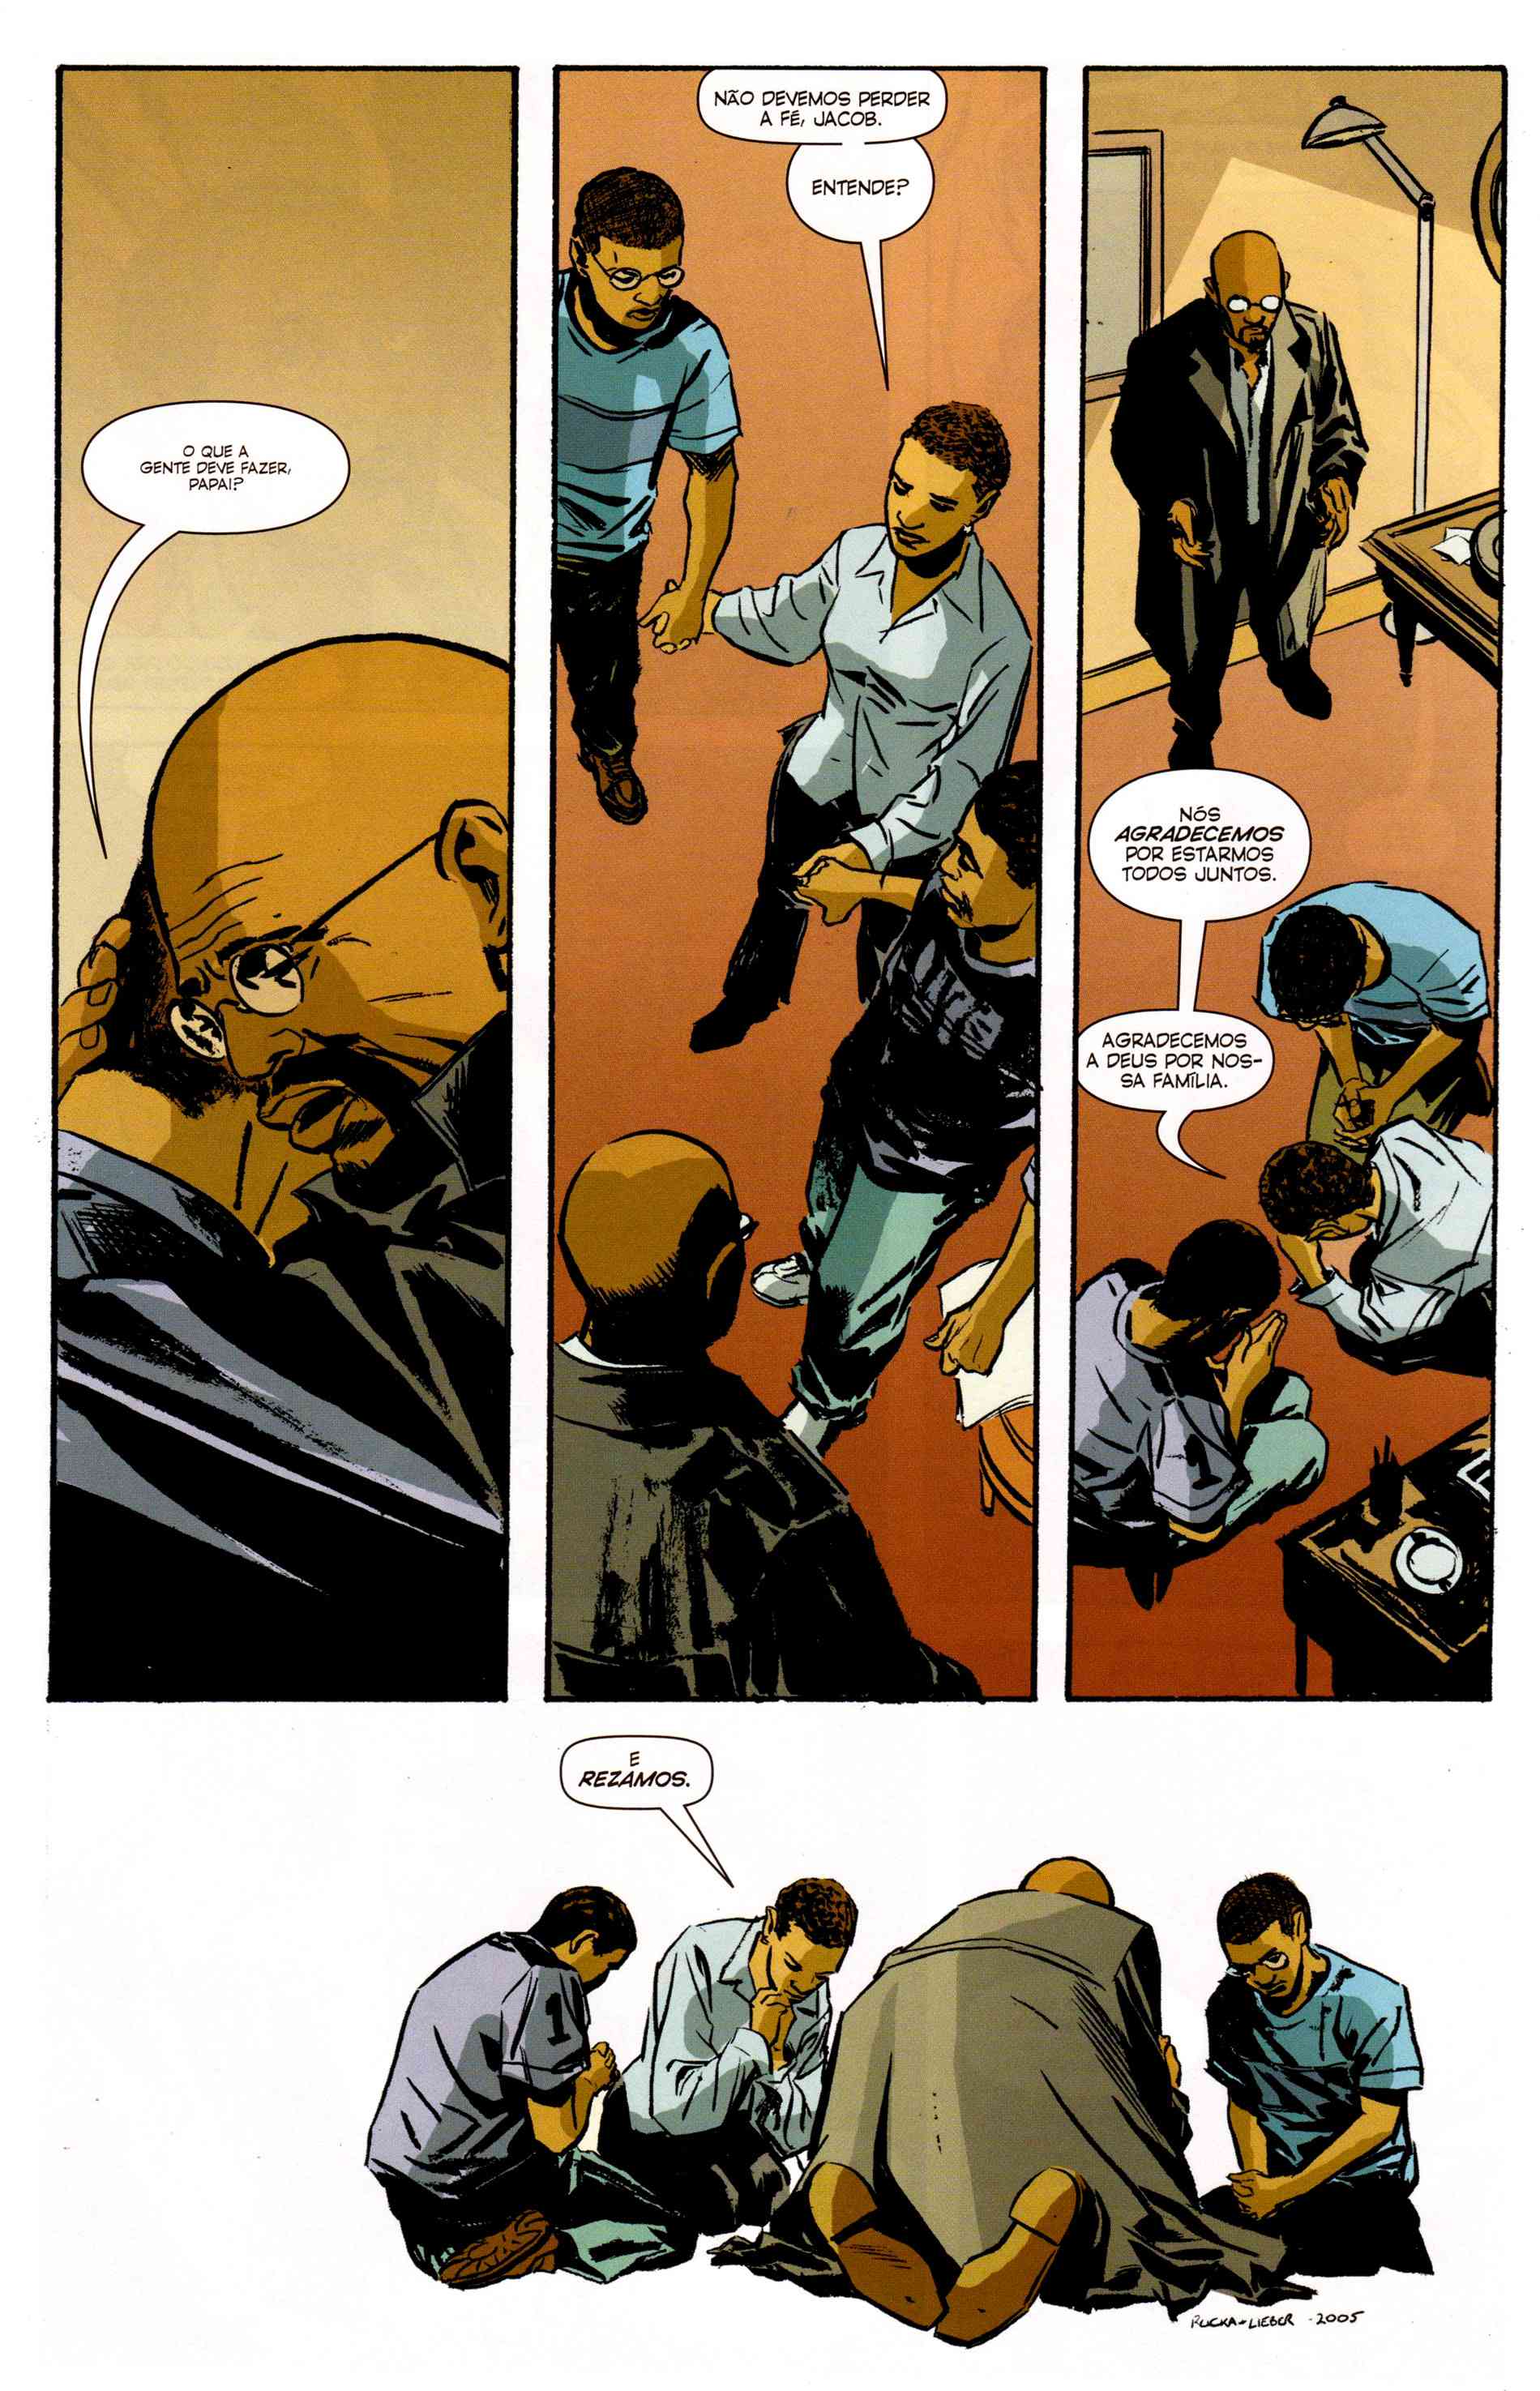 O QUE A
GENTE DEVE FAZER,
PAPAI?
NÃO DEVEMOS PERDER
A FÉ, JACOB.
ENTENDE?
NÓS
AGRADECEMOS
POR ESTARMOS
TODOS JUNTOS.
AGRADECEMOS
A DEUS POR NOS-
SA FAMÍLIA.
1
E
REZAMOS.
1
RUCKA + LIEBER - 2005